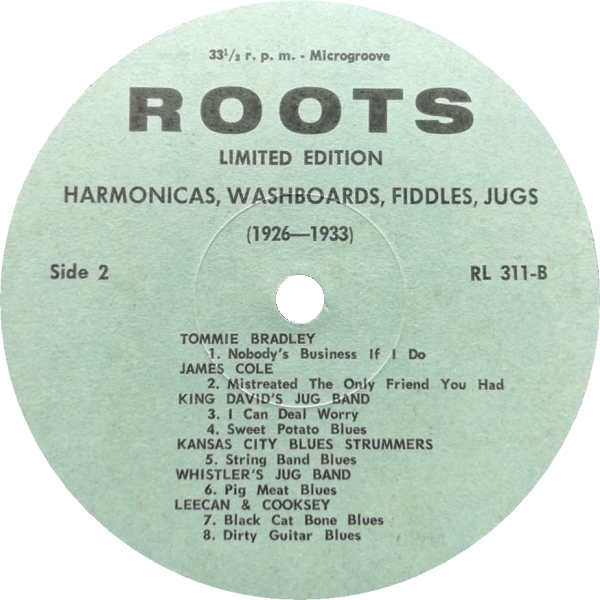 33¹/₃ r. p. m. - Microgroove
ROOTS
LIMITED EDITION
HARMONICAS, WASHBOARDS, FIDDLES, JUGS
(1926—1933)
Side 2 RL 311-B
TOMMIE BRADLEY
1. Nobody's Business If I Do
JAMES COLE
2. Mistreated The Only Friend You Had
KING DAVID'S JUG BAND
3. I Can Deal Worry
4. Sweet Potato Blues
KANSAS CITY BLUES STRUMMERS
5. String Band Blues
WHISTLER'S JUG BAND
6. Pig Meat Blues
LEECAN & COOKSEY
7. Black Cat Bone Blues
8. Dirty Guitar Blues